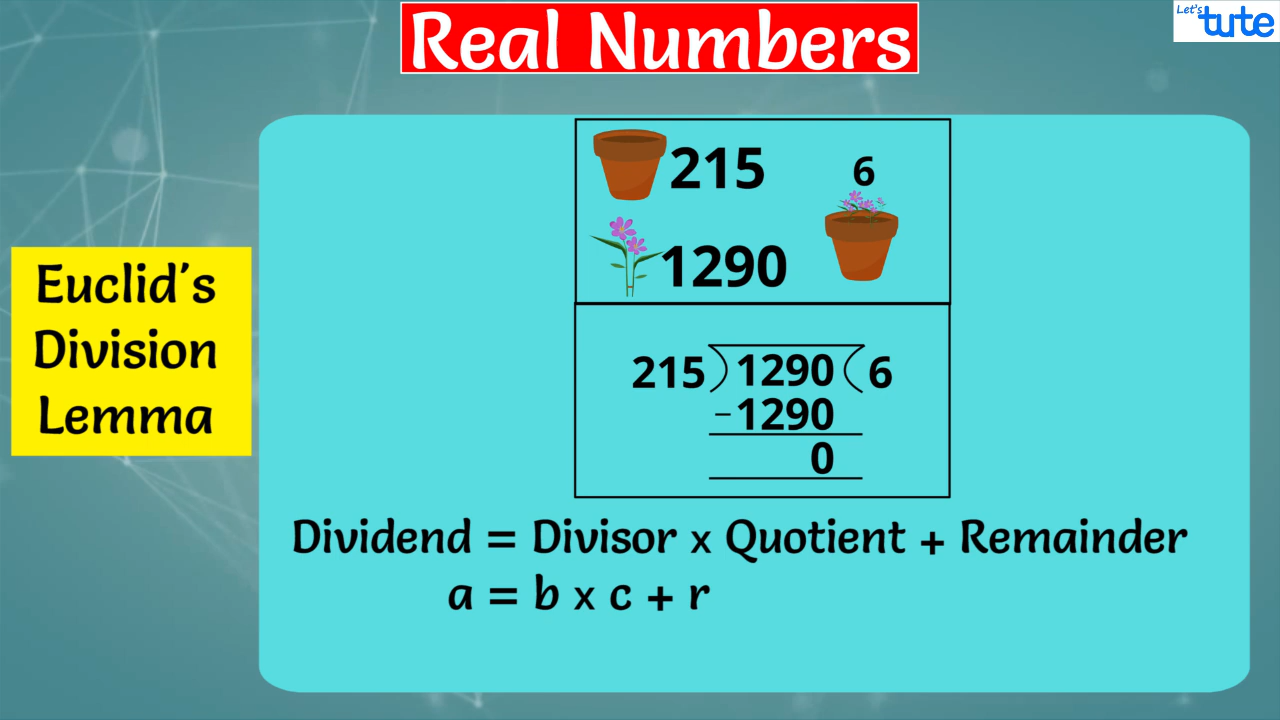 Real Numbers
Let's
tute
215
6
1290
Euclid's
Division
Lemma
215)1290(6
–1290
0
Dividend = Divisor x Quotient + Remainder
a = b x c + r